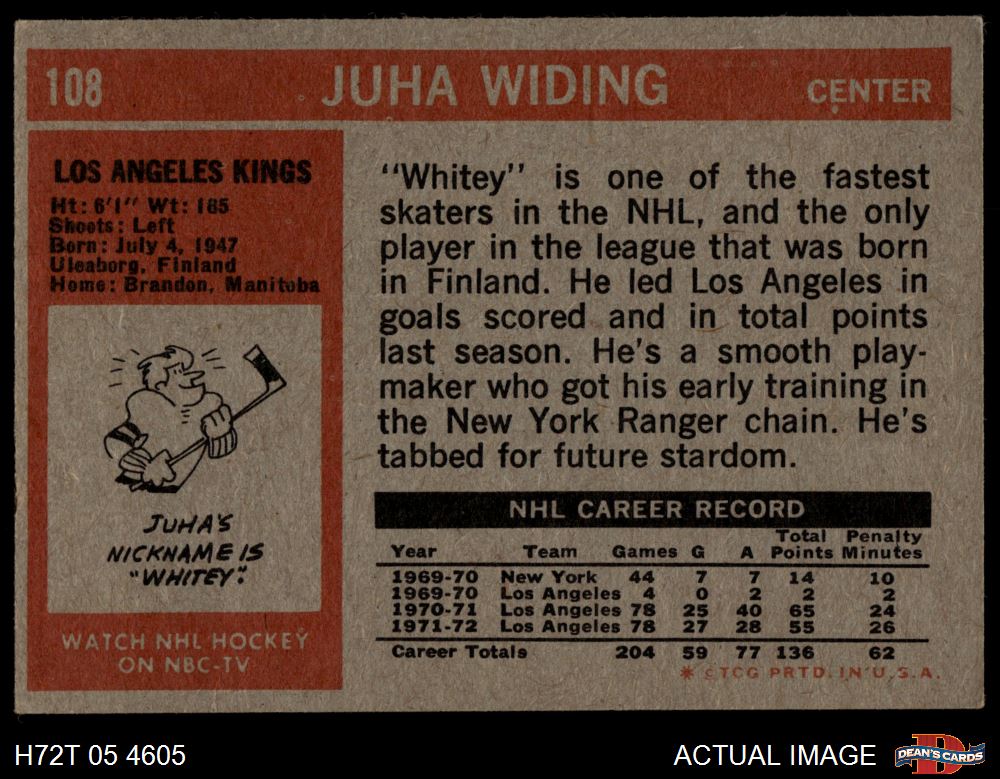 108 JUHA WIDING CENTER
LOS ANGELES KINGS
Ht: 6'1" Wt: 185
Shoots: Left
Born: July 4, 1947
Uleaborg, Finland
Home: Brandon, Manitoba
JUHA'S
NICKNAME IS
"WHITEY".
WATCH NHL HOCKEY
ON NBC-TV
"Whitey" is one of the fastest
skaters in the NHL, and the only
player in the league that was born
in Finland. He led Los Angeles in
goals scored and in total points
last season. He's a smooth play-
maker who got his early training in
the New York Ranger chain. He's
tabbed for future stardom.
NHL CAREER RECORD
Total Penalty
Year Team Games G A Points Minutes
1969-70 New York 44 7 7 14 10
1969-70 Los Angeles 4 0 2 2 2
1970-71 Los Angeles 78 25 40 65 24
1971-72 Los Angeles 78 27 28 55 26
Career Totals 204 59 77 136 62
* ©TCG PRTD. IN U.S.A.
H72T 05 4605 ACTUAL IMAGE DEAN'S CARDS